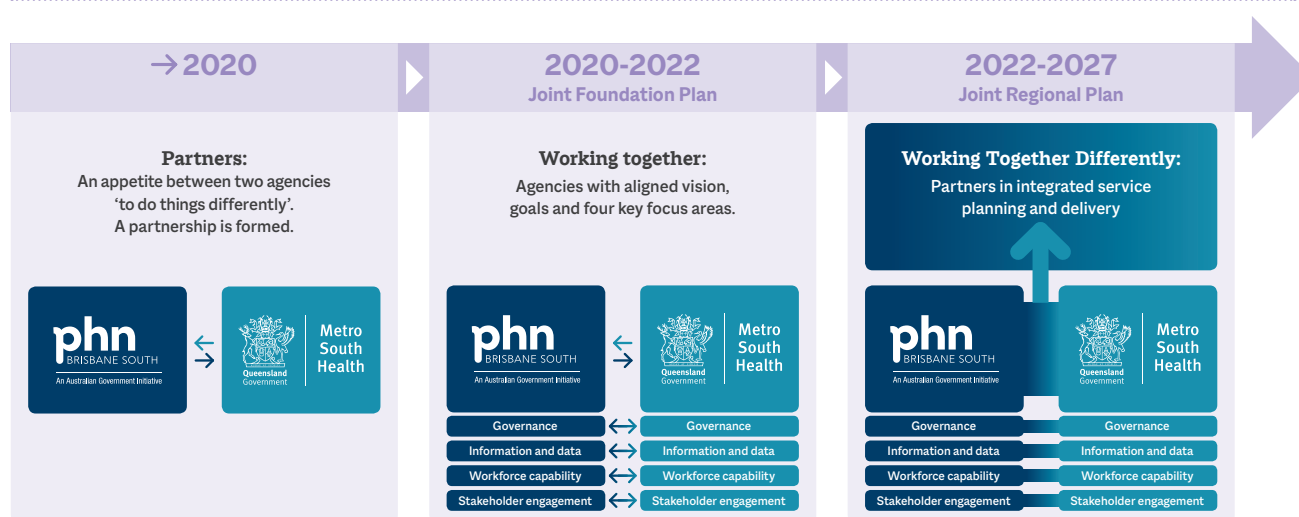 → 2020
Partners:
An appetite between two agencies
‘to do things differently’.
A partnership is formed.
phn
BRISBANE SOUTH
An Australian Government Initiative
Queensland
Government
Metro
South
Health
2020-2022
Joint Foundation Plan
Working together:
Agencies with aligned vision,
goals and four key focus areas.
phn
BRISBANE SOUTH
An Australian Government Initiative
Queensland
Government
Metro
South
Health
Governance
Governance
Information and data
Information and data
Workforce capability
Workforce capability
Stakeholder engagement
Stakeholder engagement
2022-2027
Joint Regional Plan
Working Together Differently:
Partners in integrated service
planning and delivery
phn
BRISBANE SOUTH
An Australian Government Initiative
Queensland
Government
Metro
South
Health
Governance
Governance
Information and data
Information and data
Workforce capability
Workforce capability
Stakeholder engagement
Stakeholder engagement